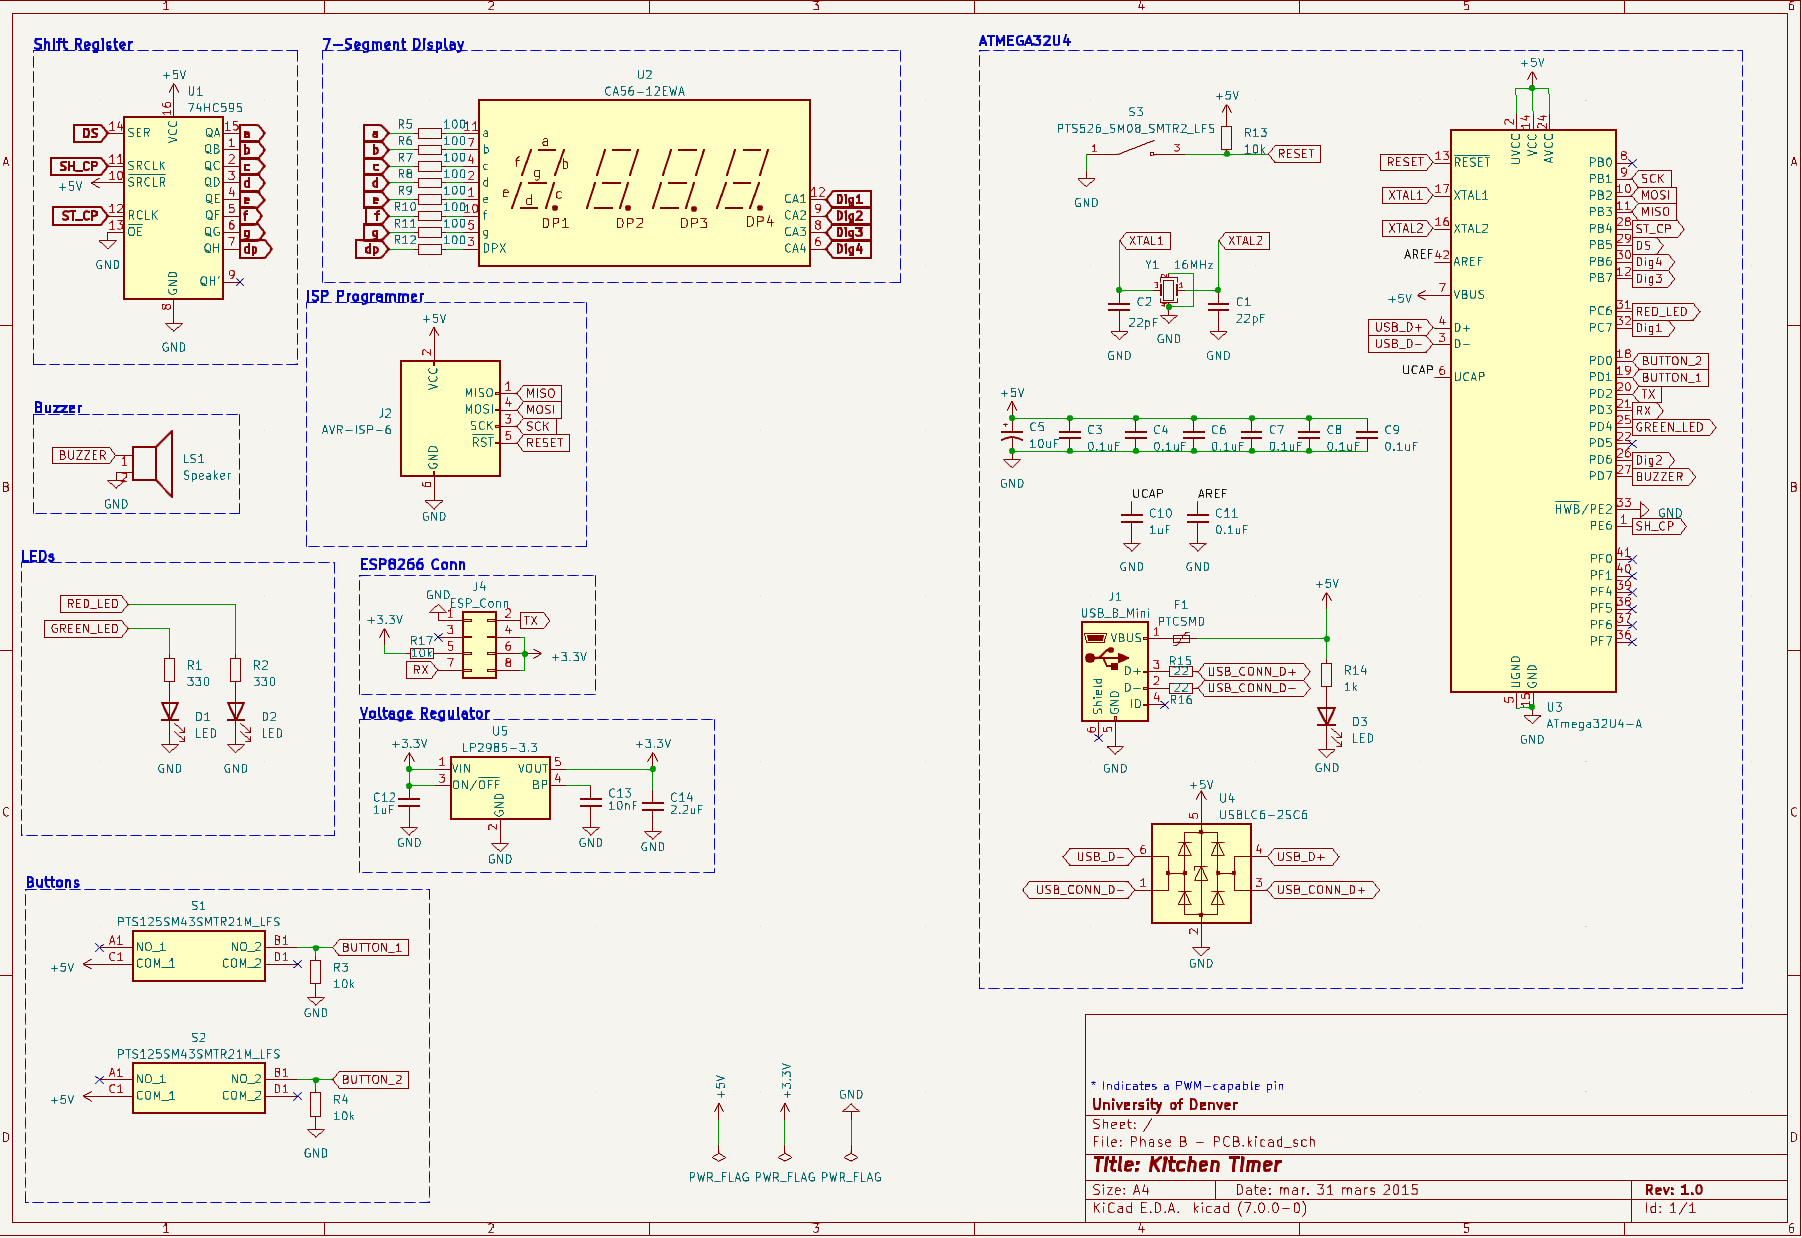 1 2 3 4 5 6
A
B
C
D
Shift Register
+5V
U1
74HC595
16
VCC
DS 14 SER
SH_CP 11 SRCLK
+5V 10 SRCLR
ST_CP 12 RCLK
13 OE
GND
QA 15 a
QB 1 b
QC 2 c
QD 3 d
QE 4 e
QF 5 f
QG 6 g
QH 7 dp
QH' 9
GND
8
GND
7-Segment Display
U2
CA56-12EWA
a R5 100 11 a
b R6 100 7 b
c R7 100 4 c
d R8 100 2 d
e R9 100 1 e
f R10 100 10 f
g R11 100 5 g
dp R12 100 3 DPX
a
f b
g
e c
d
DP1 DP2 DP3 DP4
CA1 12 Dig1
CA2 9 Dig2
CA3 8 Dig3
CA4 6 Dig4
ISP Programmer
+5V
2
VCC
J2
AVR-ISP-6
MISO 1 MISO
MOSI 4 MOSI
SCK 3 SCK
RST 5 RESET
GND
6
GND
Buzzer
BUZZER 1
2
LS1
Speaker
GND
LEDs
RED_LED
GREEN_LED
R1
330
R2
330
D1
LED
D2
LED
GND GND
ESP8266 Conn
J4
ESP_Conn
GND
+3.3V
1 2 TX
3 4
R17
10k
5 6
RX 7 8
+3.3V
Voltage Regulator
U5
LP2985-3.3
+3.3V +3.3V
1 VIN VOUT 5
3 ON/OFF BP 4
GND
2
C12
1uF
C13
10nF
C14
2.2uF
GND GND GND GND
Buttons
S1
PTS125SM43SMTR21M_LFS
A1 NO_1 NO_2 B1 BUTTON_1
+5V C1 COM_1 COM_2 D1
R3
10k
GND
S2
PTS125SM43SMTR21M_LFS
A1 NO_1 NO_2 B1 BUTTON_2
+5V C1 COM_1 COM_2 D1
R4
10k
GND
+5V +3.3V GND
PWR_FLAG PWR_FLAG PWR_FLAG
ATMEGA32U4
S3
PTS526_SM08_SMTR2_LFS
1 3
+5V
R13
10k
RESET
GND
XTAL1 XTAL2
Y1 16MHz
C2
22pF
C1
22pF
GND GND GND
+5V
C5
10uF
C3
0.1uF
C4
0.1uF
C6
0.1uF
C7
0.1uF
C8
0.1uF
C9
0.1uF
GND
UCAP AREF
C10
1uF
C11
0.1uF
GND GND
J1
USB_B_Mini
F1
PTCSMD
VBUS 1
D+ 3 R15 22 USB_CONN_D+
D- 2 22 USB_CONN_D-
ID 4 R16
Shield GND
6 5
GND
+5V
R14
1k
D3
LED
GND
+5V
U4
USBLC6-2SC6
5
USB_D- 6 4 USB_D+
USB_CONN_D- 1 3 USB_CONN_D+
2
GND
+5V
2 14 24
UVCC VCC AVCC
RESET 13 RESET
XTAL1 17 XTAL1
XTAL2 16 XTAL2
AREF 42 AREF
+5V 7 VBUS
USB_D+ 4 D+
USB_D- 3 D-
UCAP 6 UCAP
PB0 8
PB1 9 SCK
PB2 10 MOSI
PB3 11 MISO
PB4 28 ST_CP
PB5 29 DS
PB6 30 Dig4
PB7 12 Dig3
PC6 31 RED_LED
PC7 32 Dig1
PD0 18 BUTTON_2
PD1 19 BUTTON_1
PD2 20 TX
PD3 21 RX
PD4 25 GREEN_LED
PD5 22
PD6 26 Dig2
PD7 27 BUZZER
HWB/PE2 33 GND
PE6 1 SH_CP
PF0 41
PF1 40
PF4 39
PF5 38
PF6 37
PF7 36
UGND GND
5 15
U3
ATmega32U4-A
GND
* Indicates a PWM-capable pin
University of Denver
Sheet: /
File: Phase B - PCB.kicad_sch
Title: Kitchen Timer
Size: A4 Date: mar. 31 mars 2015 Rev: 1.0
KiCad E.D.A. kicad (7.0.0-0) Id: 1/1
A
B
C
D
1 2 3 4 5 6